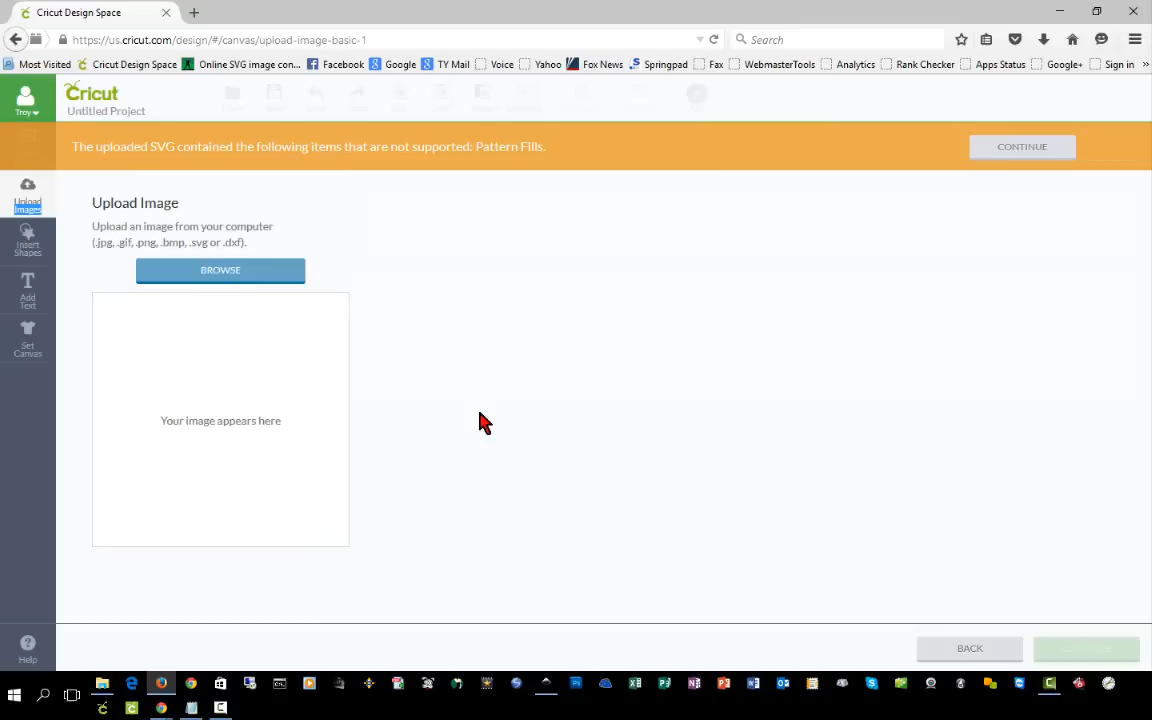 Cricut Design Space
https://us.cricut.com/design/#/canvas/upload-image-basic-1
Search
Most Visited
Cricut Design Space
Online SVG image con...
Facebook
Google
TY Mail
Voice
Yahoo
Fox News
Springpad
Fax
WebmasterTools
Analytics
Rank Checker
Apps Status
Google+
Sign in
Troy
Cricut
Untitled Project
The uploaded SVG contained the following items that are not supported: Pattern Fills.
CONTINUE
Upload
Images
Insert
Shapes
Add
Text
Set
Canvas
Help
Upload Image
Upload an image from your computer
(.jpg, .gif, .png, .bmp, .svg or .dxf).
BROWSE
Your image appears here
BACK